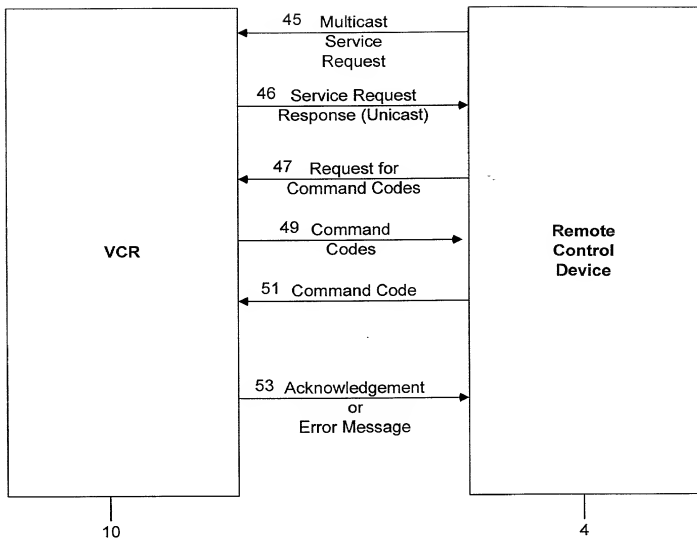 45 Multicast
Service
Request
46 Service Request
Response (Unicast)
47 Request for
Command Codes
49 Command
Codes
51 Command Code
53 Acknowledgement
or
Error Message
VCR
Remote
Control
Device
10
4